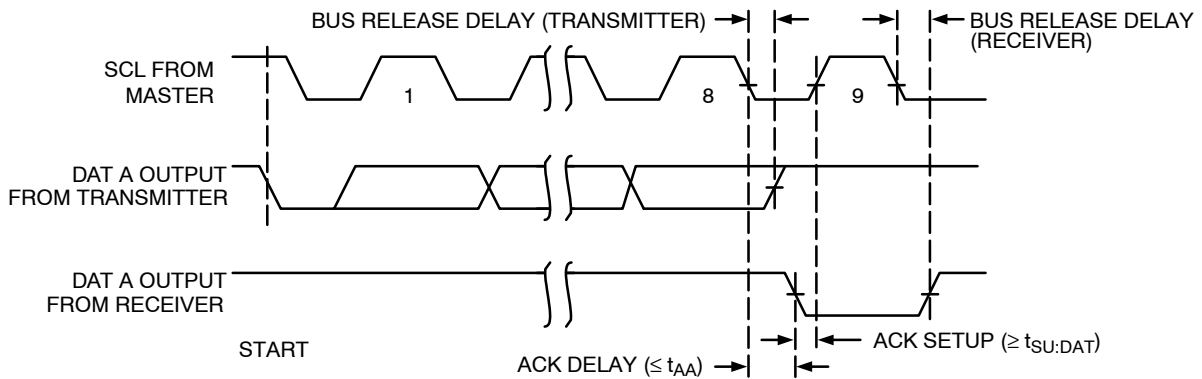 BUS RELEASE DELAY (TRANSMITTER)
BUS RELEASE DELAY
(RECEIVER)
SCL FROM
MASTER
1
8
9
DAT A OUTPUT
FROM TRANSMITTER
DAT A OUTPUT
FROM RECEIVER
START
ACK SETUP (≥ tSU:DAT)
ACK DELAY (≤ tAA)